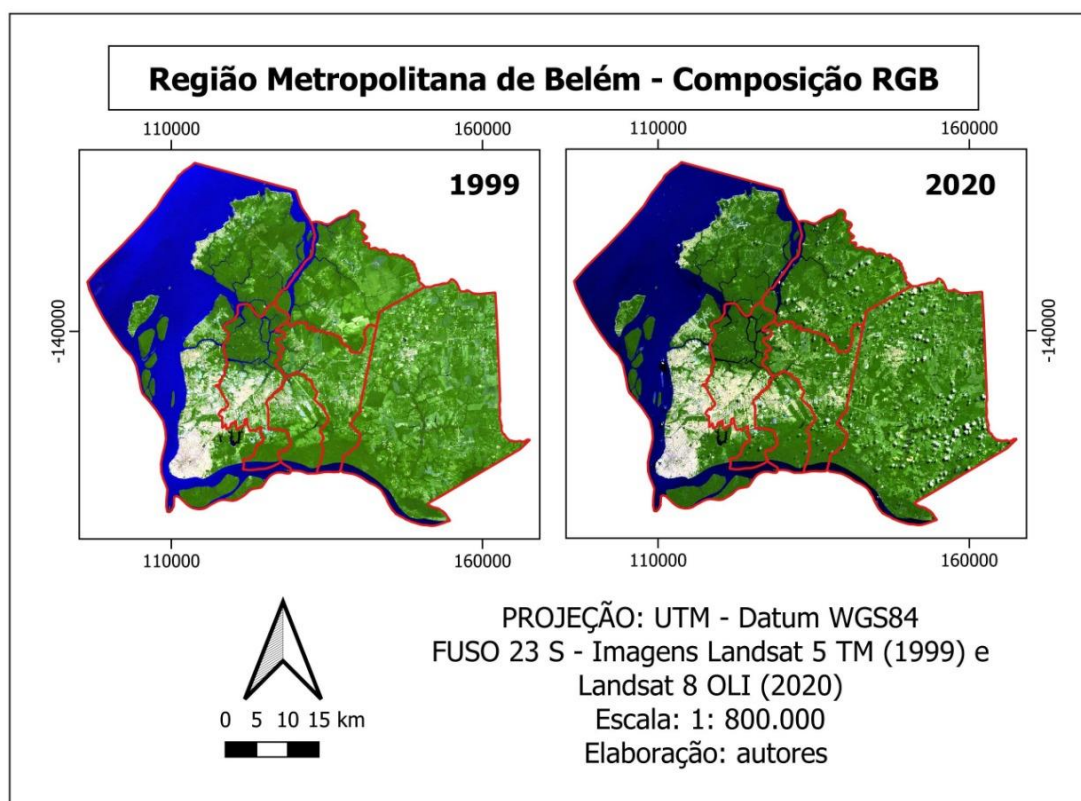 Região Metropolitana de Belém - Composição RGB
110000
160000
110000
160000
1999
2020
-140000
-140000
110000
160000
110000
160000
PROJEÇÃO: UTM - Datum WGS84
FUSO 23 S - Imagens Landsat 5 TM (1999) e
Landsat 8 OLI (2020)
Escala: 1: 800.000
Elaboração: autores
0 5 10 15 km